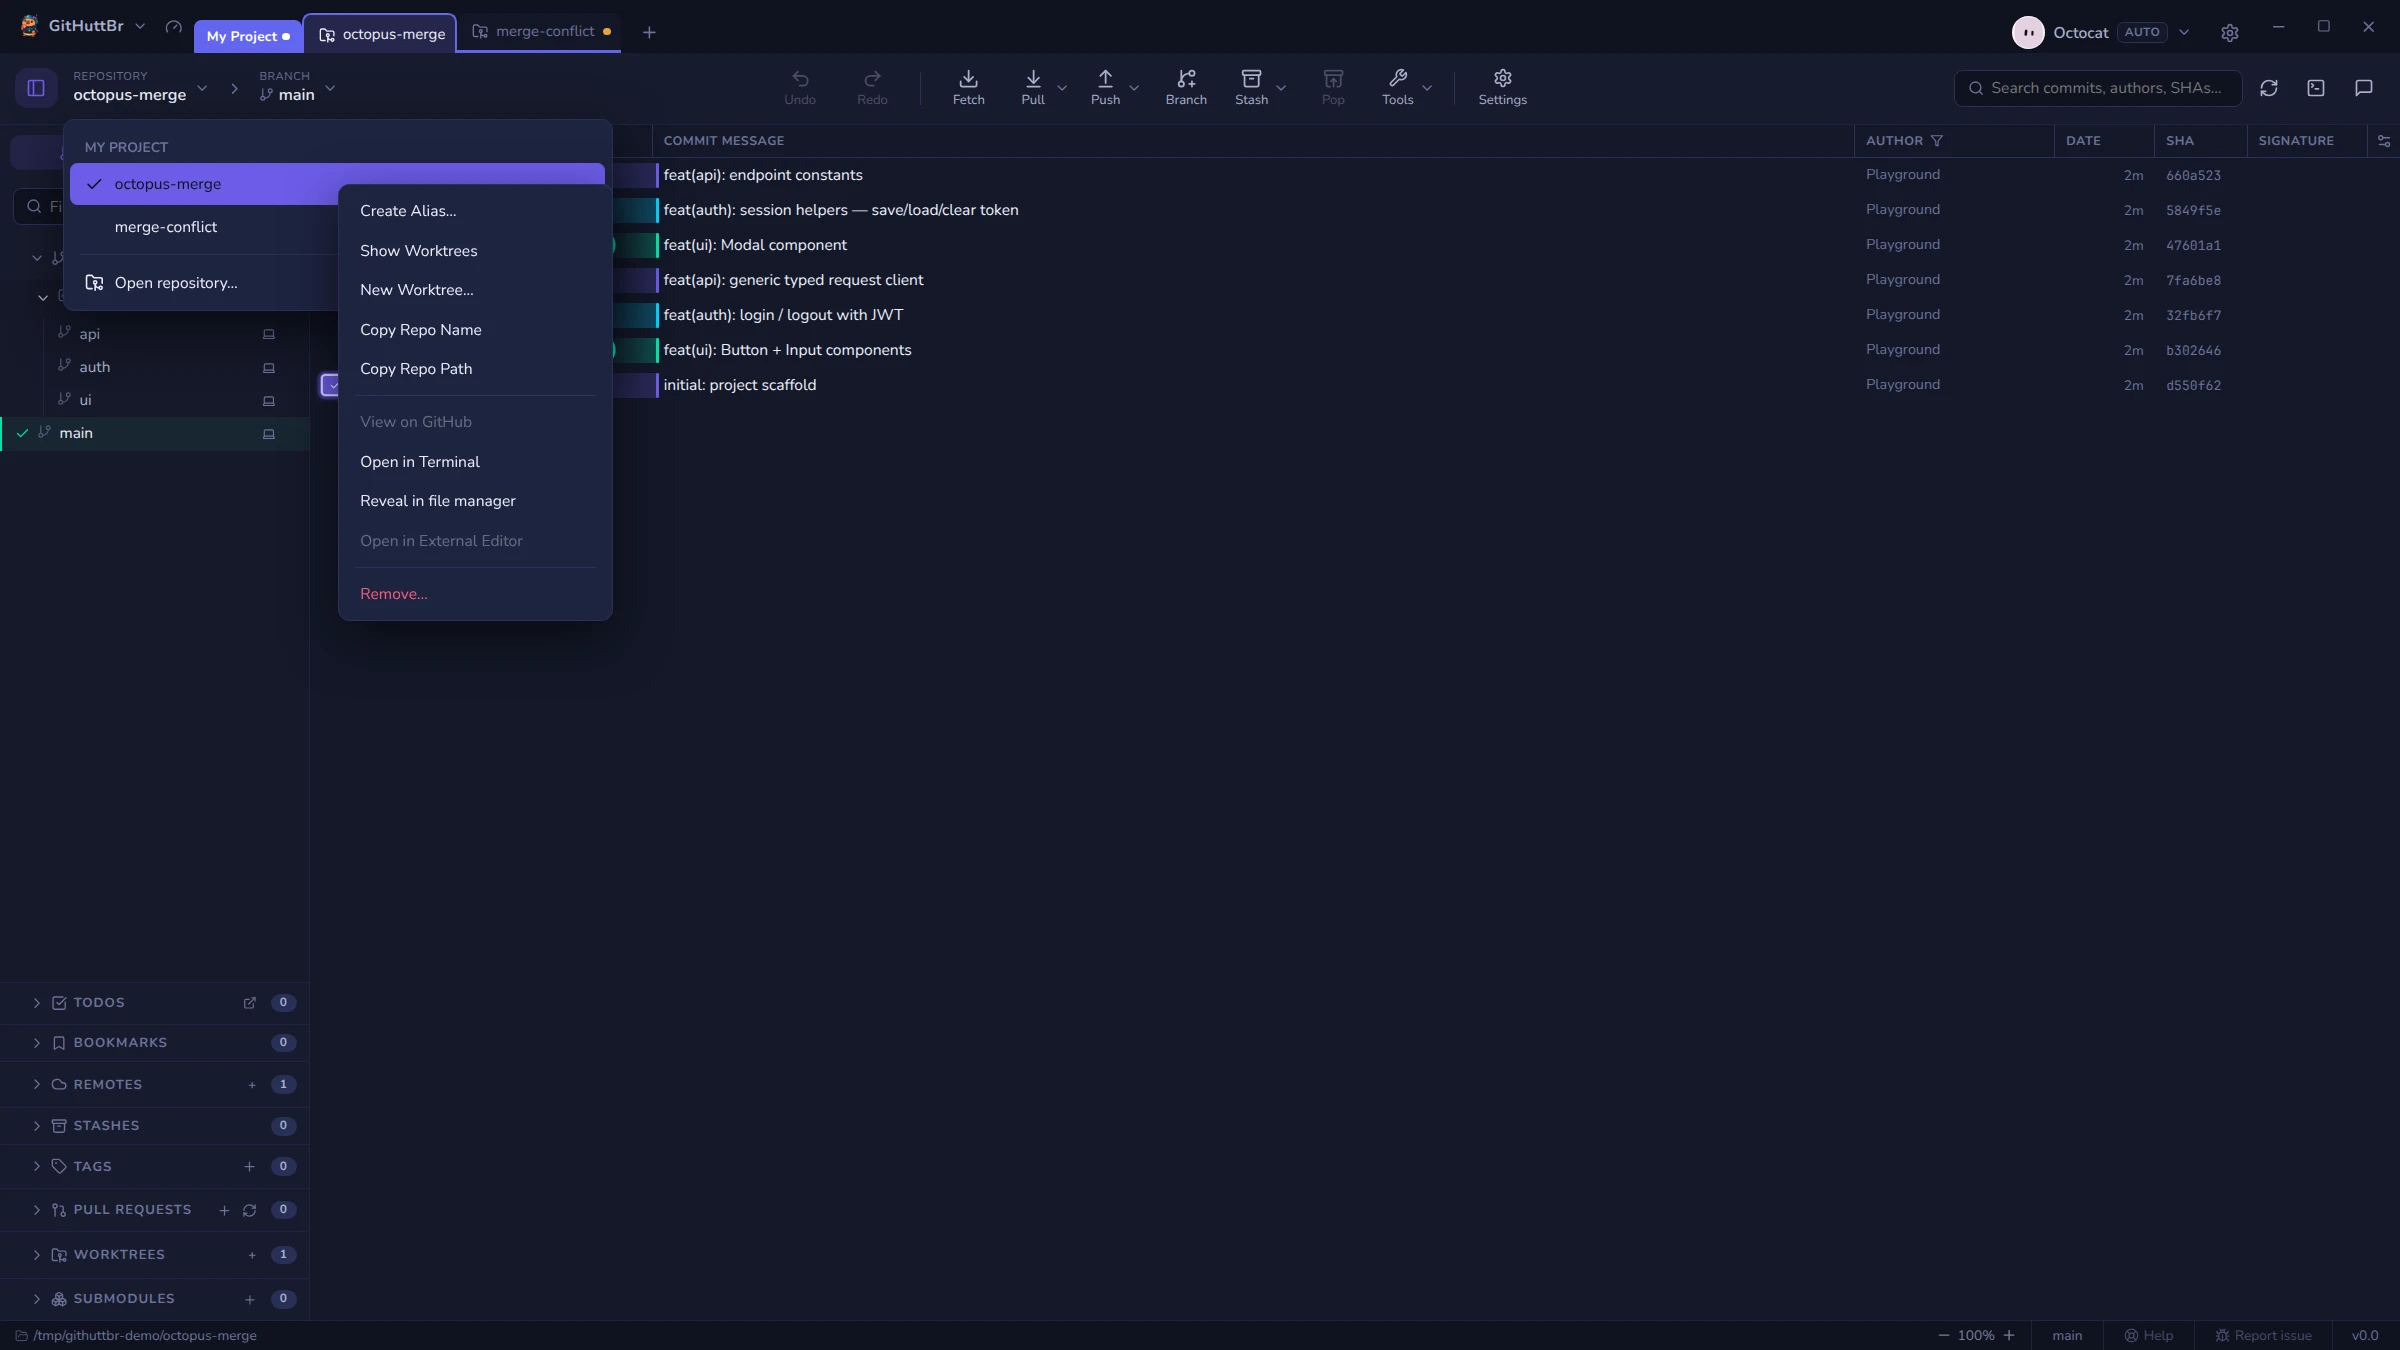 GitHuttBr
My Project
octopus-merge
merge-conflict
Octocat
AUTO
REPOSITORY
octopus-merge
BRANCH
main
Undo
Redo
Fetch
Pull
Push
Branch
Stash
Pop
Tools
Settings
Search commits, authors, SHAs...
MY PROJECT
octopus-merge
merge-conflict
Open repository...
Create Alias...
Show Worktrees
New Worktree...
Copy Repo Name
Copy Repo Path
View on GitHub
Open in Terminal
Reveal in file manager
Open in External Editor
Remove...
Fi
api
auth
ui
main
COMMIT MESSAGE
AUTHOR
DATE
SHA
SIGNATURE
feat(api): endpoint constants
Playground
2m
660a523
feat(auth): session helpers — save/load/clear token
Playground
2m
5849f5e
feat(ui): Modal component
Playground
2m
47601a1
feat(api): generic typed request client
Playground
2m
7fa6be8
feat(auth): login / logout with JWT
Playground
2m
32fb6f7
feat(ui): Button + Input components
Playground
2m
b302646
initial: project scaffold
Playground
2m
d550f62
TODOS
0
BOOKMARKS
0
REMOTES
1
STASHES
0
TAGS
0
PULL REQUESTS
0
WORKTREES
1
SUBMODULES
0
/tmp/githuttbr-demo/octopus-merge
100%
main
Help
Report issue
v0.0